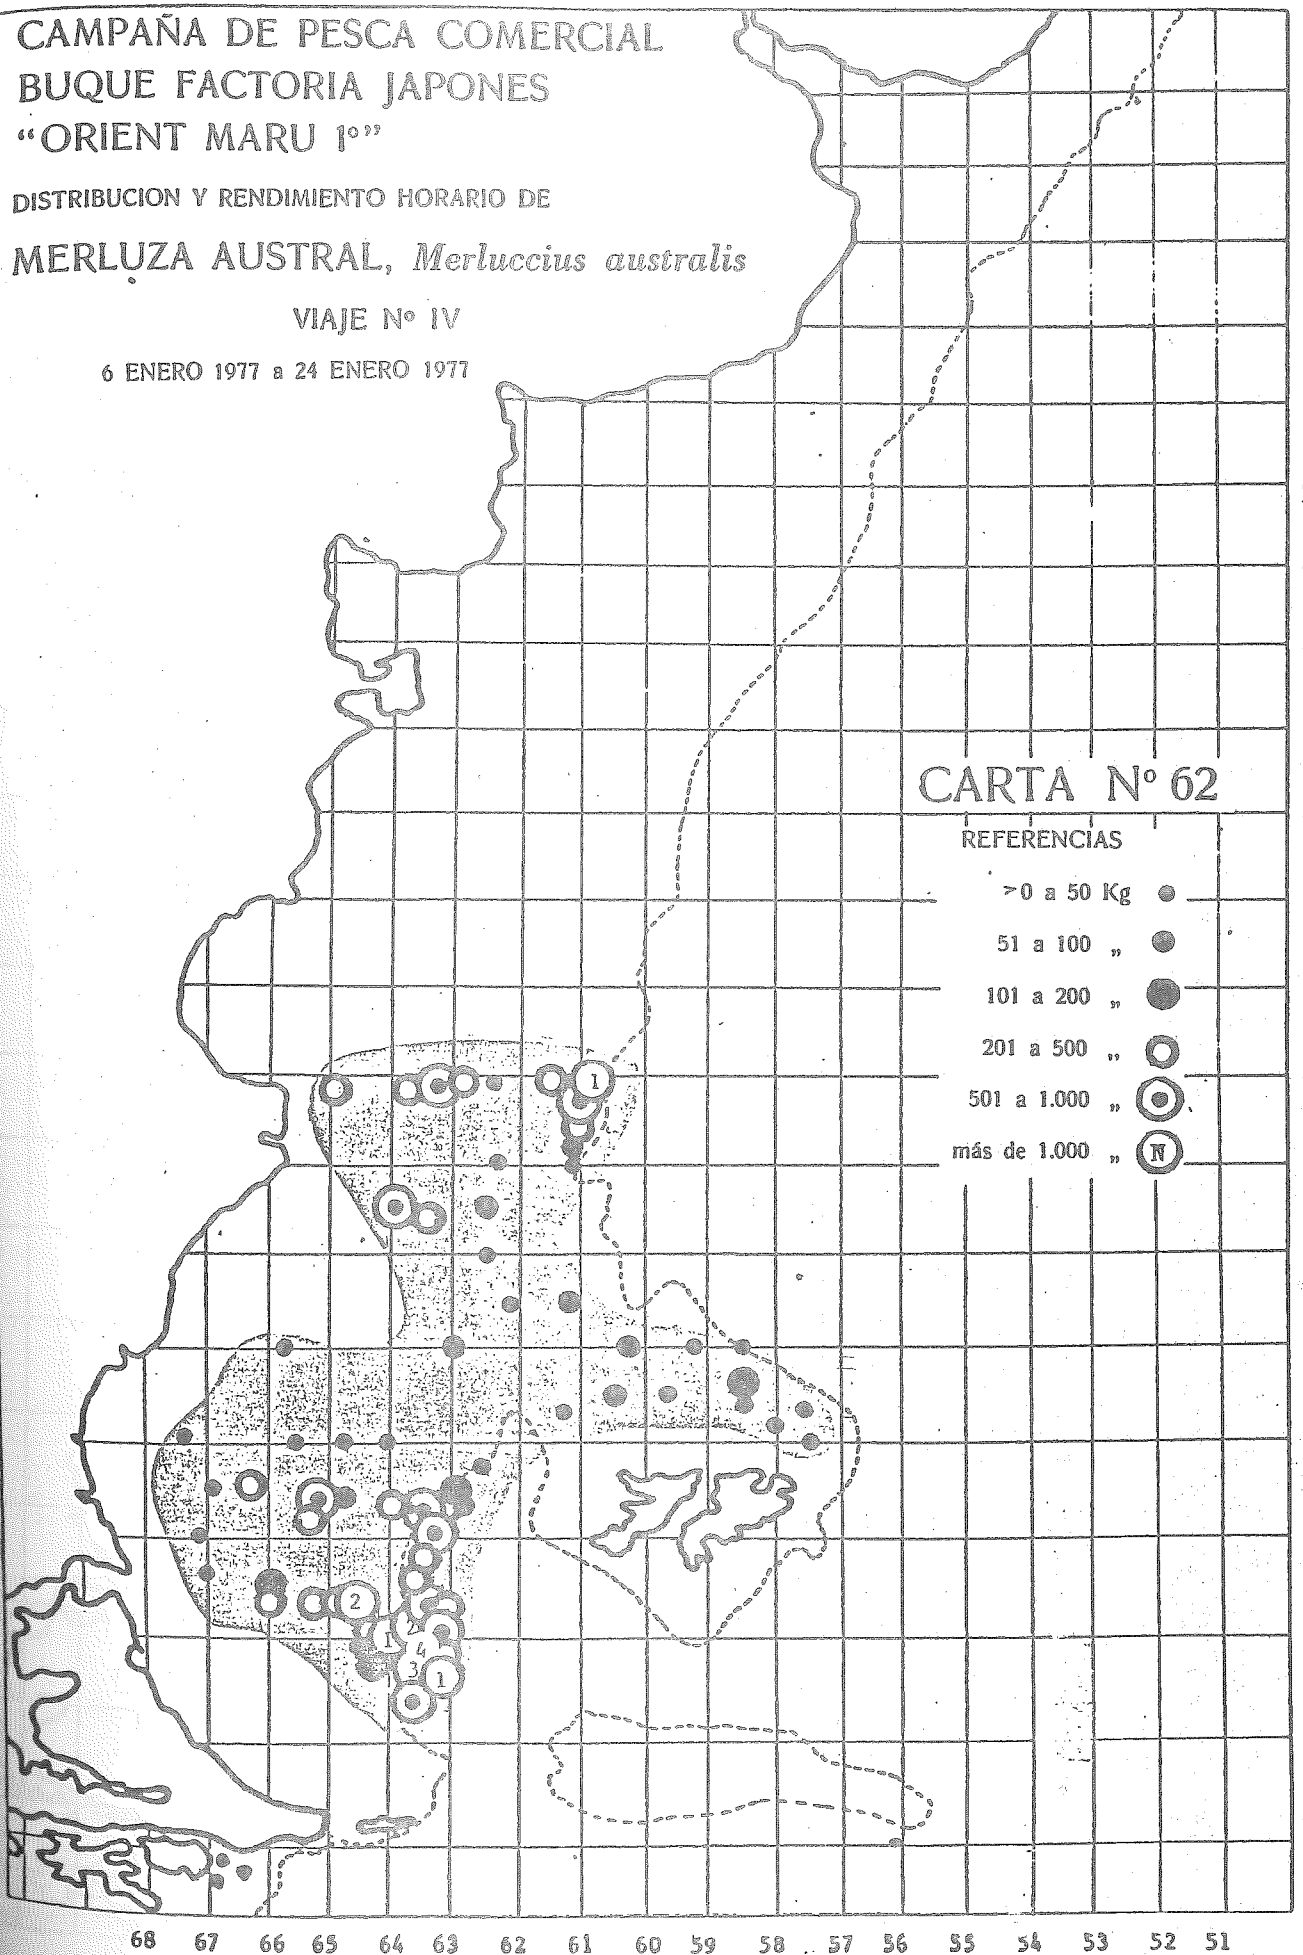 CAMPAÑA DE PESCA COMERCIAL
BUQUE FACTORIA JAPONES
“ORIENT MARU 1º”
DISTRIBUCION Y RENDIMIENTO HORARIO DE
MERLUZA AUSTRAL, Merluccius australis
VIAJE Nº IV
6 ENERO 1977 a 24 ENERO 1977
CARTA Nº 62
REFERENCIAS
>0 a 50 Kg
51 a 100 „
101 a 200 „
201 a 500 „
501 a 1.000 „
más de 1.000 „ N
1
2
2
1
4
3
1
68 67 66 65 64 63 62 61 60 59 58 57 56 55 54 53 52 51